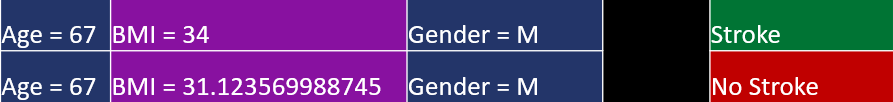 Age = 67 BMI = 34 Gender = M Stroke
Age = 67 BMI = 31.123569988745 Gender = M No Stroke